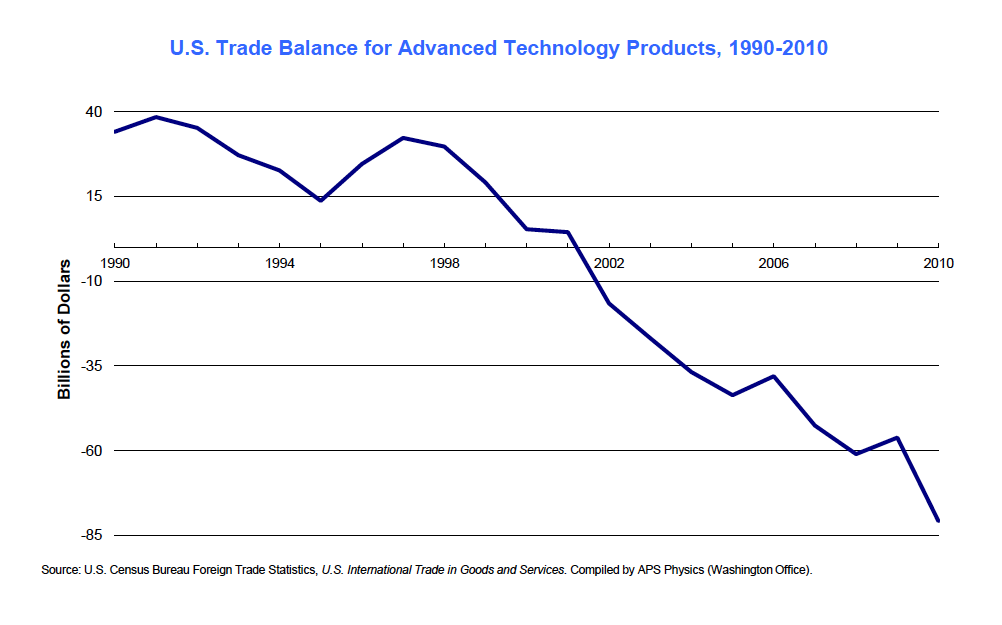 U.S. Trade Balance for Advanced Technology Products, 1990-2010
40
15
1990 1994 1998 2002 2006 2010
-10
-35
-60
-85
Billions of Dollars
Source: U.S. Census Bureau Foreign Trade Statistics, U.S. International Trade in Goods and Services. Compiled by APS Physics (Washington Office).